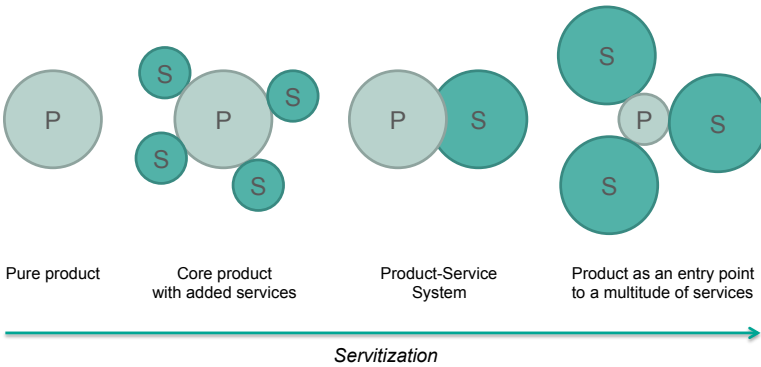 P
S
S
S
S
P
P
S
S
S
S
P
Pure product
Core product
with added services
Product-Service
System
Product as an entry point
to a multitude of services
Servitization